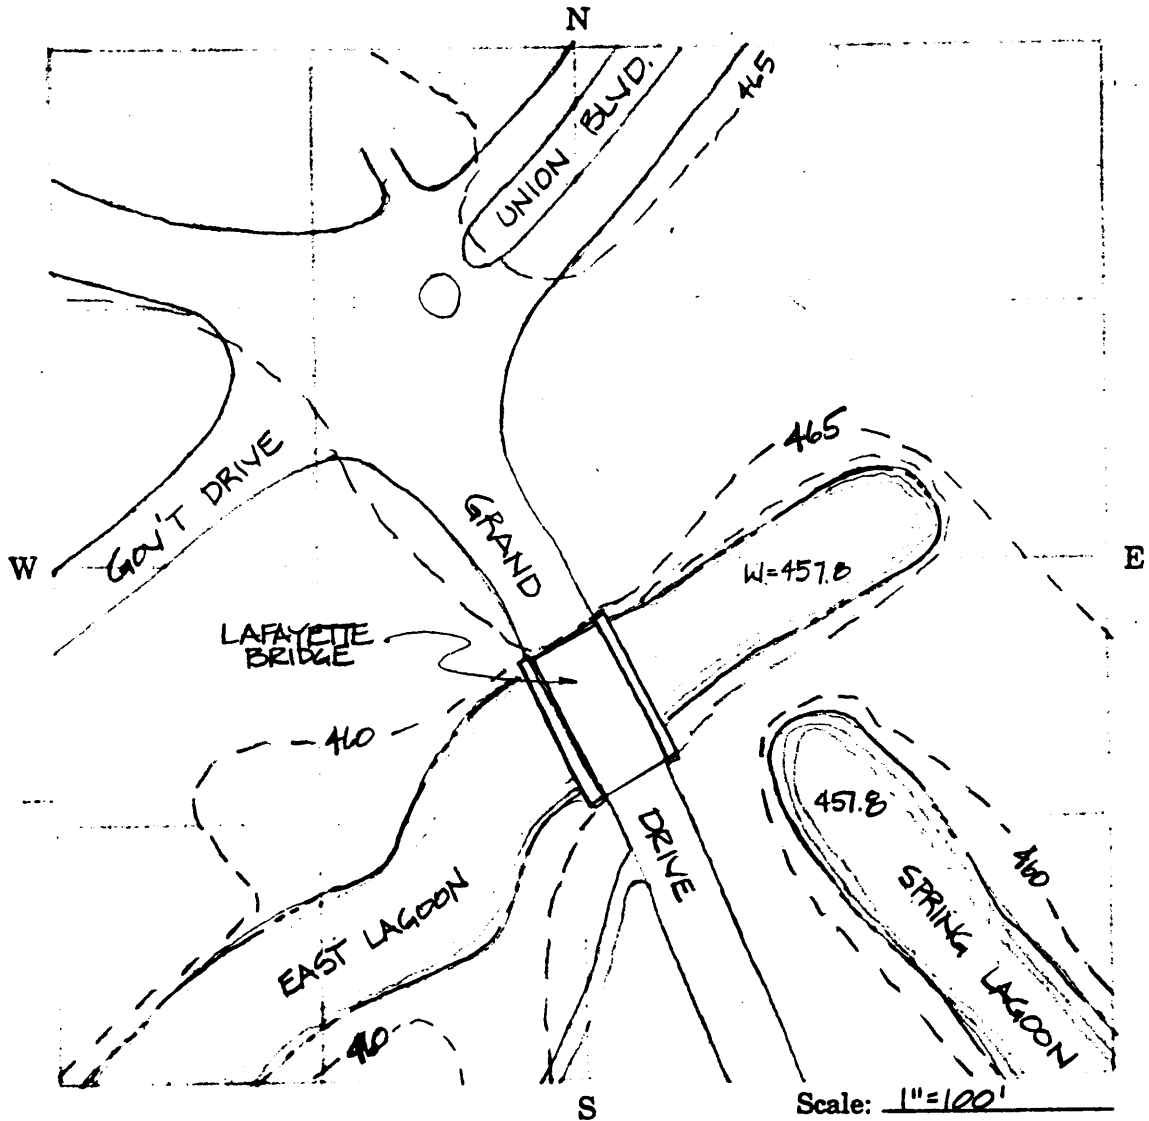 N
UNION BLVD.
465
GOV'T DRIVE
GRAND
465
W
E
W=457.8
LAFAYETTE
BRIDGE
460
457.8
DRIVE
460
EAST LAGOON
SPRING LAGOON
460
S
Scale: 1"=100'